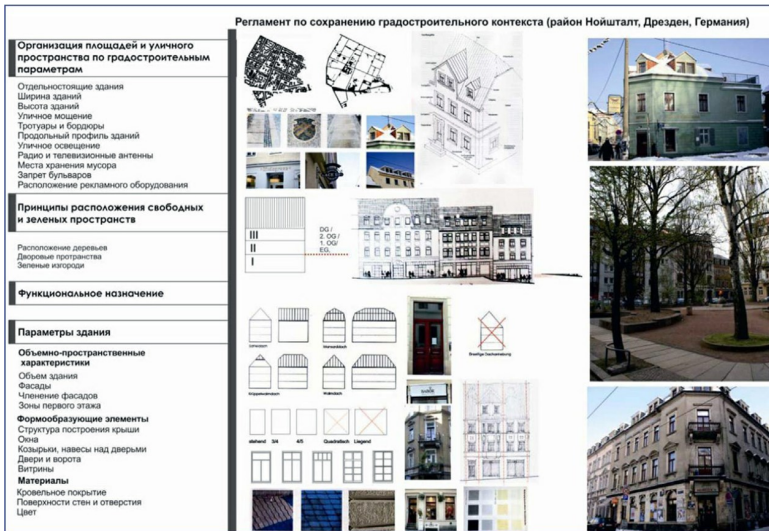 Регламент по сохранению градостроительного контекста (район Нойшталт, Дрезден, Германия)
Организация площадей и уличного
пространства по градостроительным
параметрам
Отдельностоящие здания
Ширина зданий
Высота зданий
Уличное мощение
Тротуары и бордюры
Продольный профиль зданий
Уличное освещение
Радио и телевизионные антенны
Места хранения мусора
Запрет бульваров
Расположение рекламного оборудования
Принципы расположения свободных
и зеленых пространств
Расположение деревьев
Дворовые протранства
Зеленые изгороди
Функциональное назначение
Параметры здания
Объемно-пространственные
характеристики
Объем здания
Фасады
Членение фасадов
Зоны первого этажа
Формообразующие элементы
Структура построения крыши
Окна
Козырьки, навесы над дверьми
Двери и ворота
Витрины
Материалы
Кровельное покрытие
Поверхности стен и отверстия
Цвет
III
II
I
DG /
2. OG /
1. OG/
EG.
Satteldach
Mansarddach
Krüppelwalmdach
Walmdach
stehend
3/4
4/5
Quadratisch
Liegend